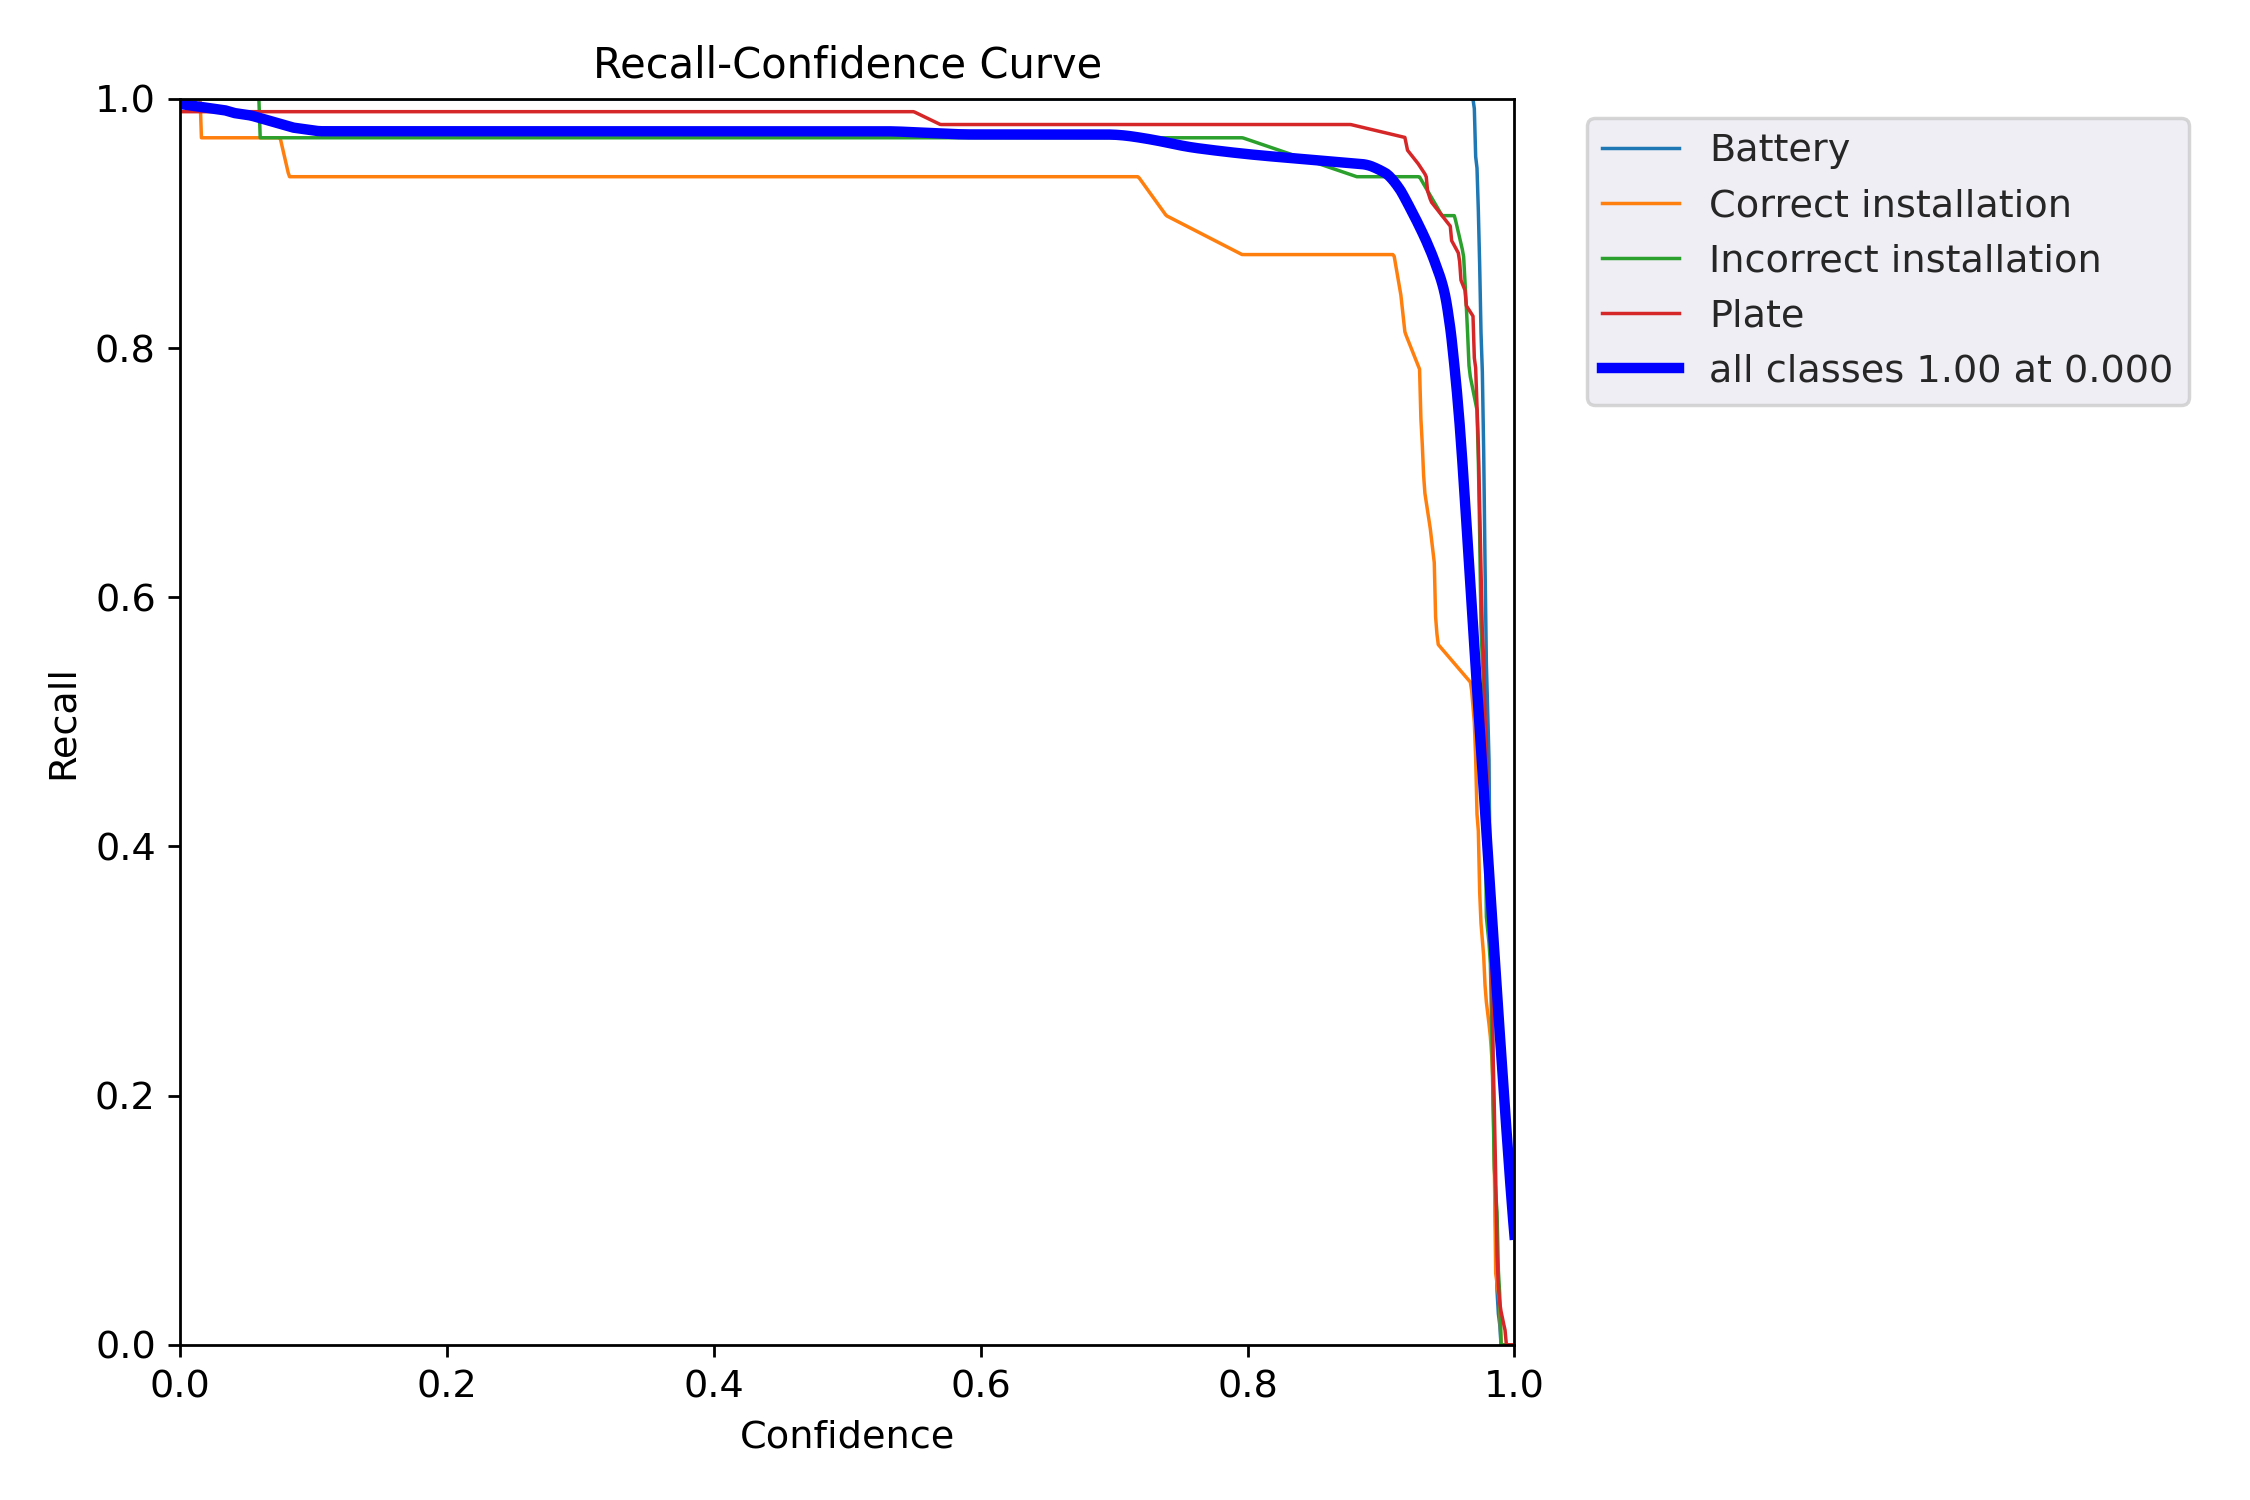 Recall-Confidence Curve
1.0
0.8
0.6
0.4
0.2
0.0
Recall
0.0 0.2 0.4 0.6 0.8 1.0
Confidence
Battery
Correct installation
Incorrect installation
Plate
all classes 1.00 at 0.000